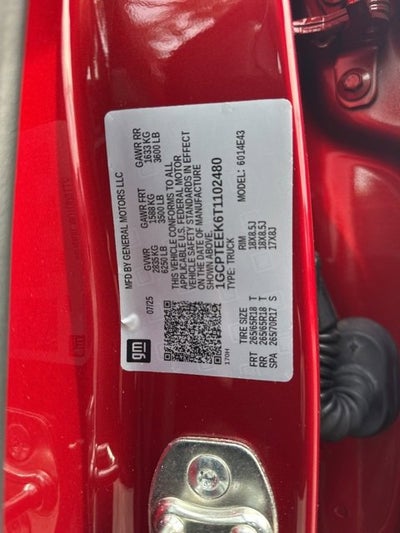 MFD BY GENERAL MOTORS LLC
07/25
GVWR
2835 KG
6250 LB
GAWR FRT
1588 KG
3500 LB
GAWR RR
1633 KG
3600 LB
THIS VEHICLE CONFORMS TO ALL
APPLICABLE U.S. FEDERAL MOTOR
VEHICLE SAFETY STANDARDS IN EFFECT
ON THE DATE OF MANUFACTURE
SHOWN ABOVE.
1GCPTEEK6T1102480
TYPE: TRUCK
MODEL: 6014E43
gm
170H
TIRE SIZE RIM
FRT 265/65R18 T 18X8.5J
RR 265/65R18 T 18X8.5J
SPA 265/70R17 S 17X8J